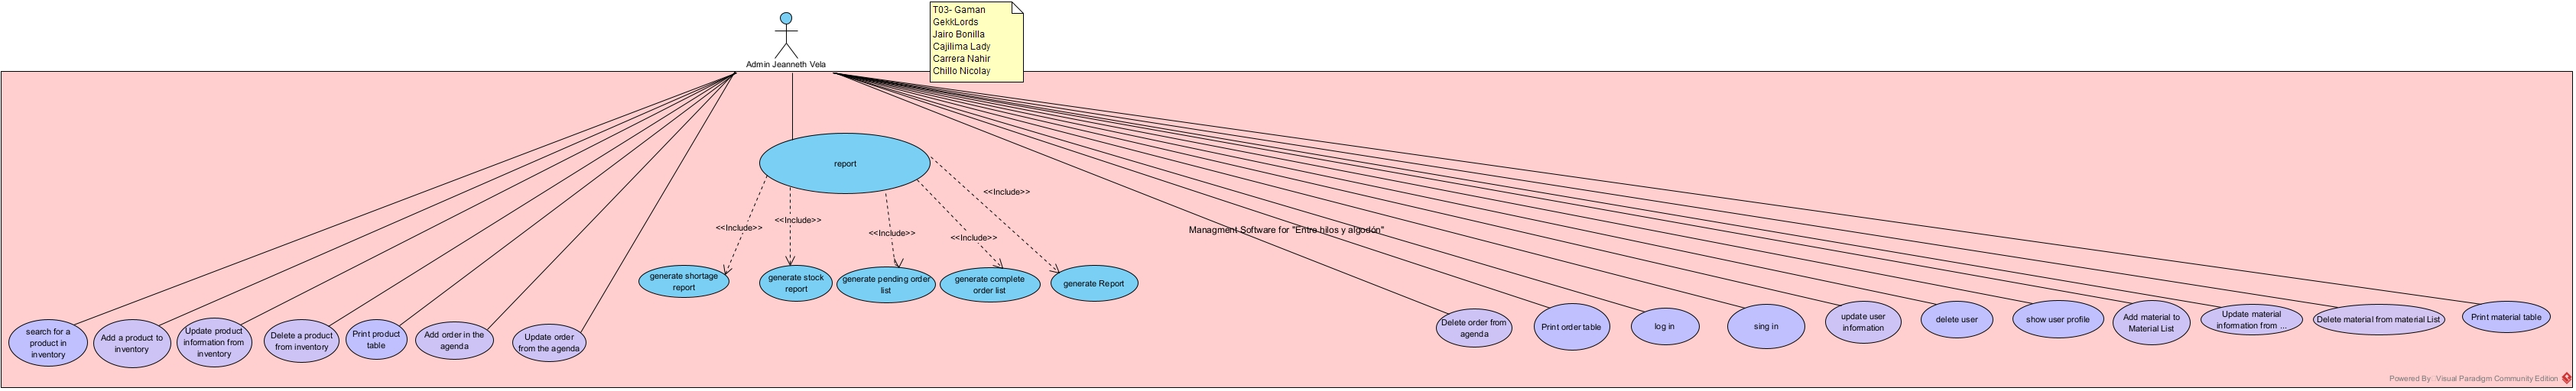 T03- Gaman
GekkLords
Jairo Bonilla
Cajilima Lady
Carrera Nahir
Chillo Nicolay
Admin Jeanneth Vela
report
<<Include>>
<<Include>>
<<Include>>
<<Include>>
<<Include>>
Managment Software for "Entre hilos y algodón"
generate shortage
report
generate stock
report
generate pending order
list
generate complete
order list
generate Report
search for a
product in
inventory
Add a product to
inventory
Update product
information from
inventory
Delete a product
from inventory
Print product
table
Add order in the
agenda
Update order
from the agenda
Delete order from
agenda
Print order table
log in
sing in
update user
information
delete user
show user profile
Add material to
Material List
Update material
information from ...
Delete material from material List
Print material table
Powered By: Visual Paradigm Community Edition